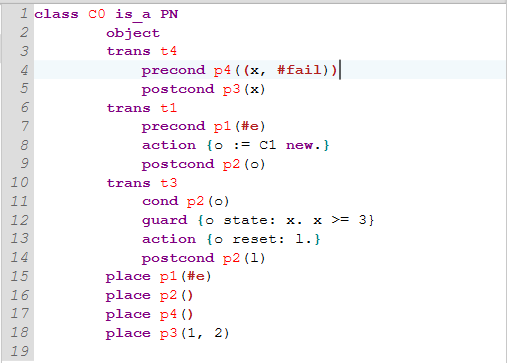 1 class C0 is_a PN
2 object
3 trans t4
4 precond p4((x, #fail))
5 postcond p3(x)
6 trans t1
7 precond p1(#e)
8 action {o := C1 new.}
9 postcond p2(o)
10 trans t3
11 cond p2(o)
12 guard {o state: x. x >= 3}
13 action {o reset: l.}
14 postcond p2(l)
15 place p1(#e)
16 place p2()
17 place p4()
18 place p3(1, 2)
19